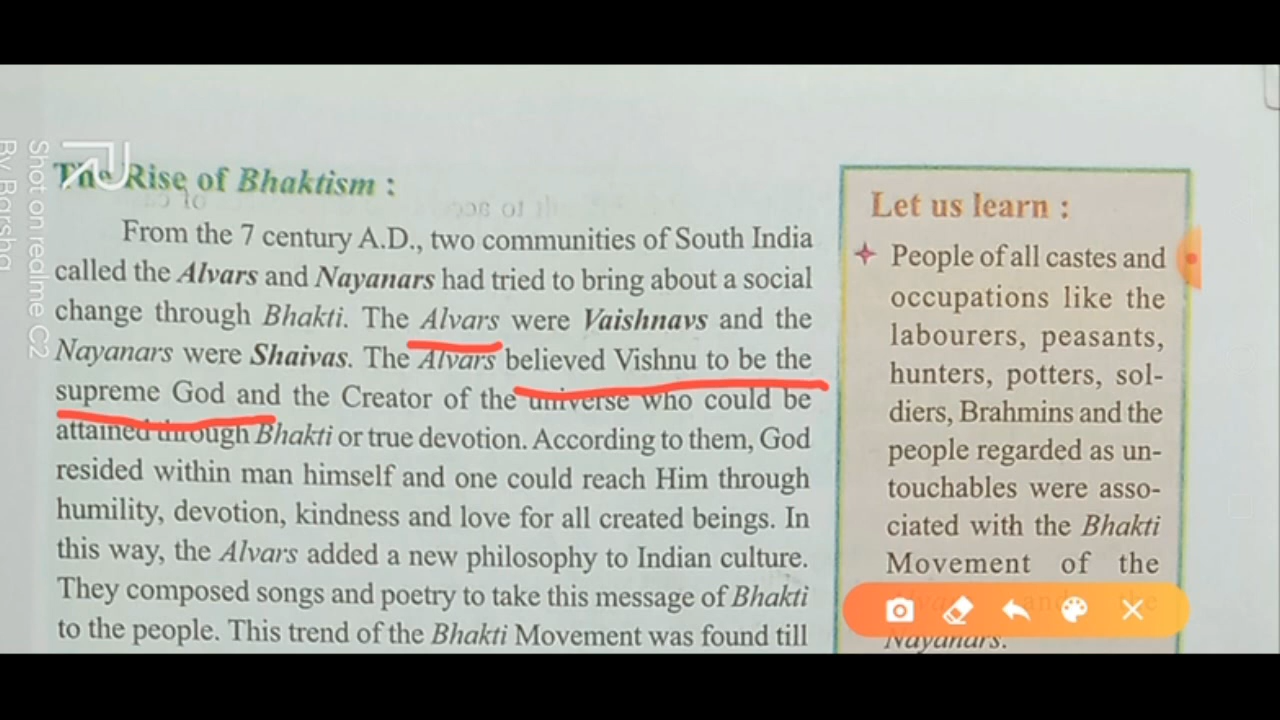 The Rise of Bhaktism :
From the 7 century A.D., two communities of South India
called the Alvars and Nayanars had tried to bring about a social
change through Bhakti. The Alvars were Vaishnavs and the
Nayanars were Shaivas. The Alvars believed Vishnu to be the
supreme God and the Creator of the universe who could be
attained through Bhakti or true devotion. According to them, God
resided within man himself and one could reach Him through
humility, devotion, kindness and love for all created beings. In
this way, the Alvars added a new philosophy to Indian culture.
They composed songs and poetry to take this message of Bhakti
to the people. This trend of the Bhakti Movement was found till
Let us learn :
People of all castes and
occupations like the
labourers, peasants,
hunters, potters, sol-
diers, Brahmins and the
people regarded as un-
touchables were asso-
ciated with the Bhakti
Movement of the
Alvars and the
Nayanars.
Shot on realme C2
By Barsha